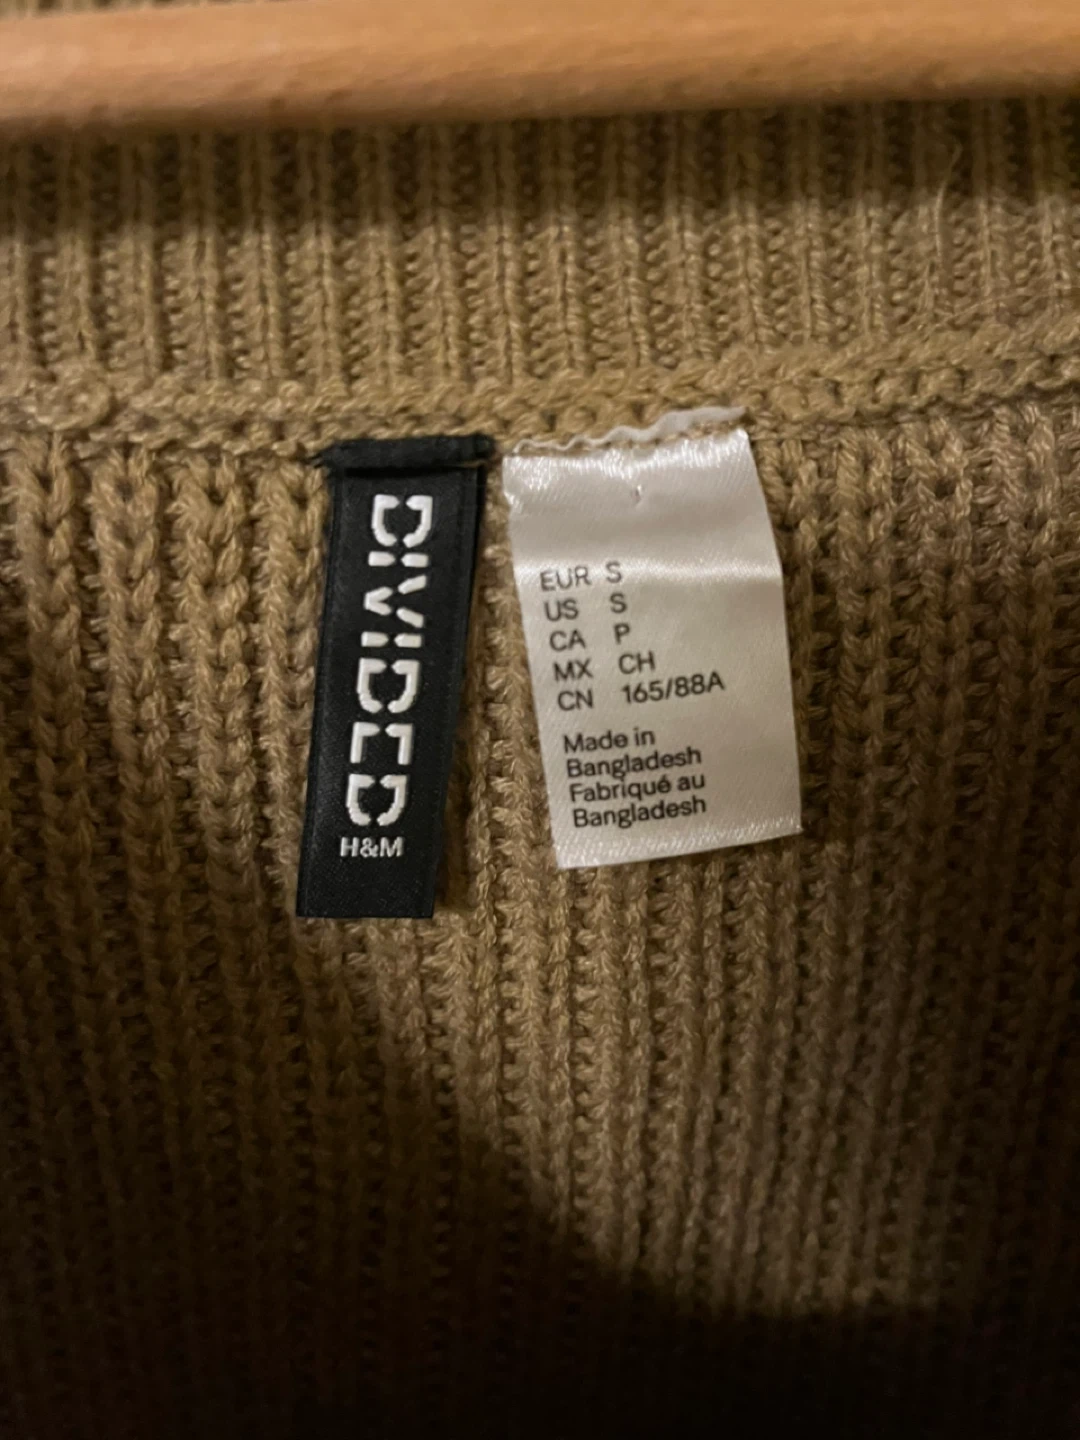 DIVIDED
H&M
EUR S
US S
CA P
MX CH
CN 165/88A
Made in
Bangladesh
Fabriqué au
Bangladesh